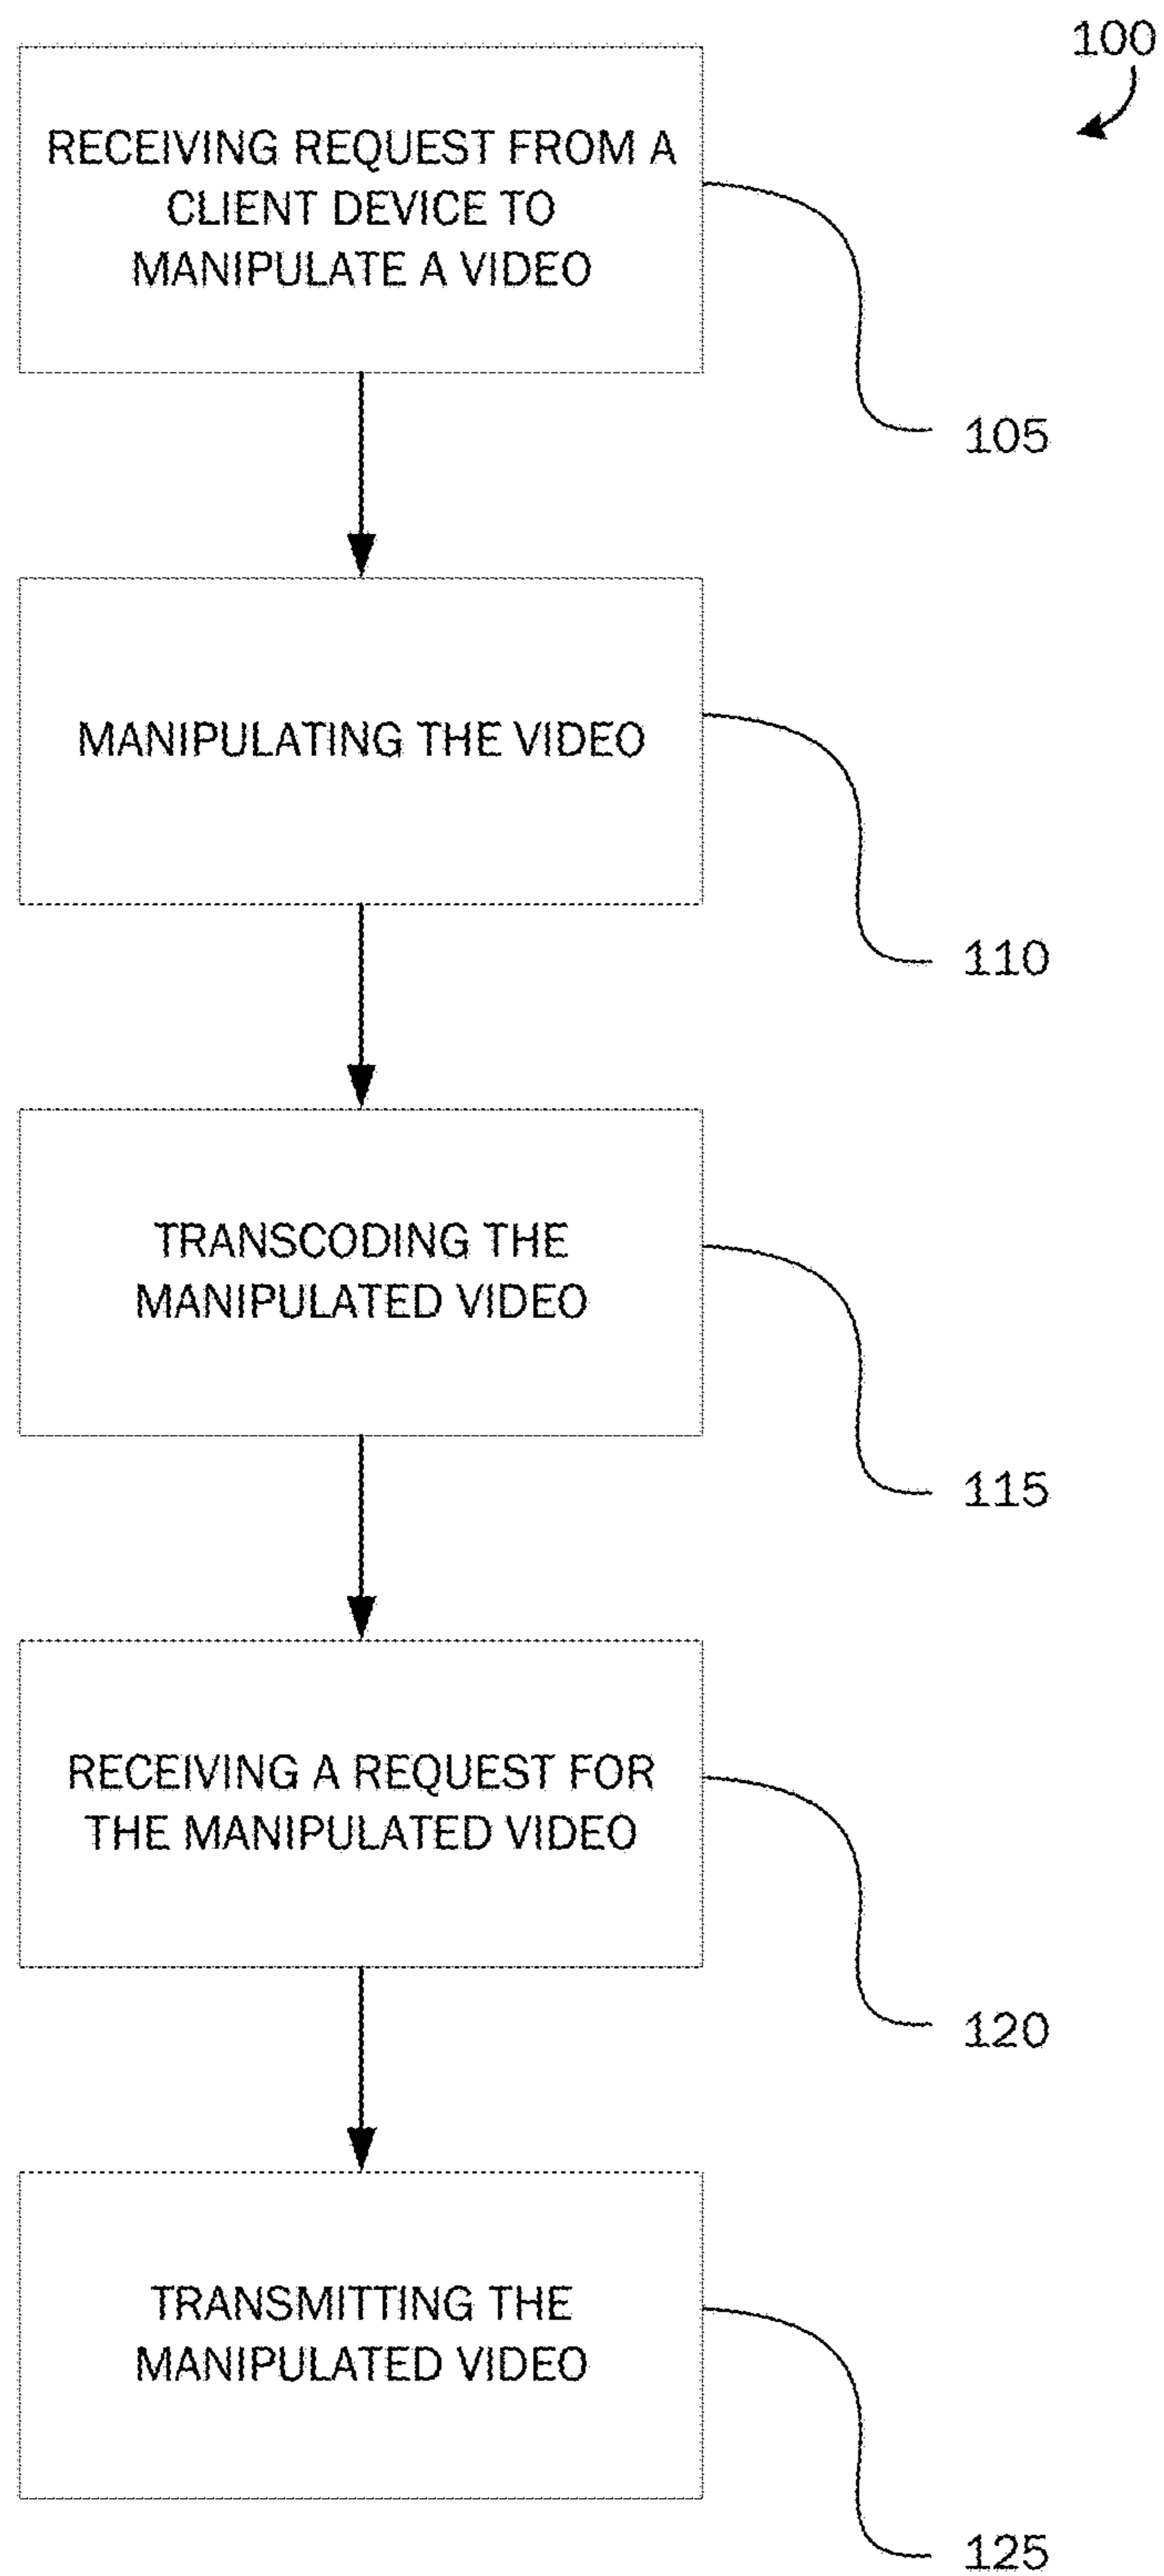 100
RECEIVING REQUEST FROM A
CLIENT DEVICE TO
MANIPULATE A VIDEO
105
MANIPULATING THE VIDEO
110
TRANSCODING THE
MANIPULATED VIDEO
115
RECEIVING A REQUEST FOR
THE MANIPULATED VIDEO
120
TRANSMITTING THE
MANIPULATED VIDEO
125